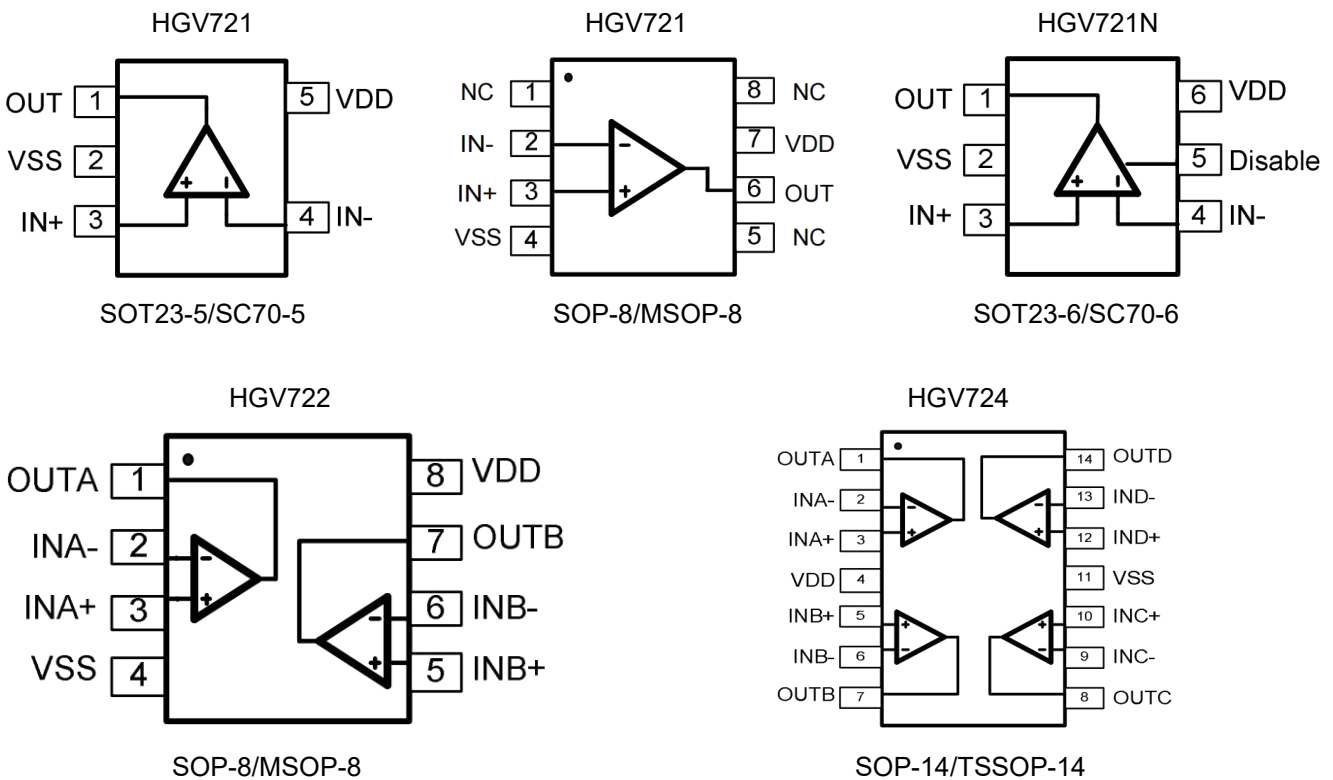 HGV721
OUT 1 5 VDD
VSS 2
IN+ 3 + - 4 IN-
SOT23-5/SC70-5
HGV721
NC 1 8 NC
IN- 2 - 7 VDD
IN+ 3 + 6 OUT
VSS 4 5 NC
SOP-8/MSOP-8
HGV721N
OUT 1 6 VDD
VSS 2 5 Disable
IN+ 3 + - 4 IN-
SOT23-6/SC70-6
HGV722
OUTA 1 8 VDD
INA- 2 - 7 OUTB
INA+ 3 + - 6 INB-
VSS 4 + 5 INB+
SOP-8/MSOP-8
HGV724
OUTA 1 14 OUTD
INA- 2 - - 13 IND-
INA+ 3 + + 12 IND+
VDD 4 11 VSS
INB+ 5 + + 10 INC+
INB- 6 - - 9 INC-
OUTB 7 8 OUTC
SOP-14/TSSOP-14